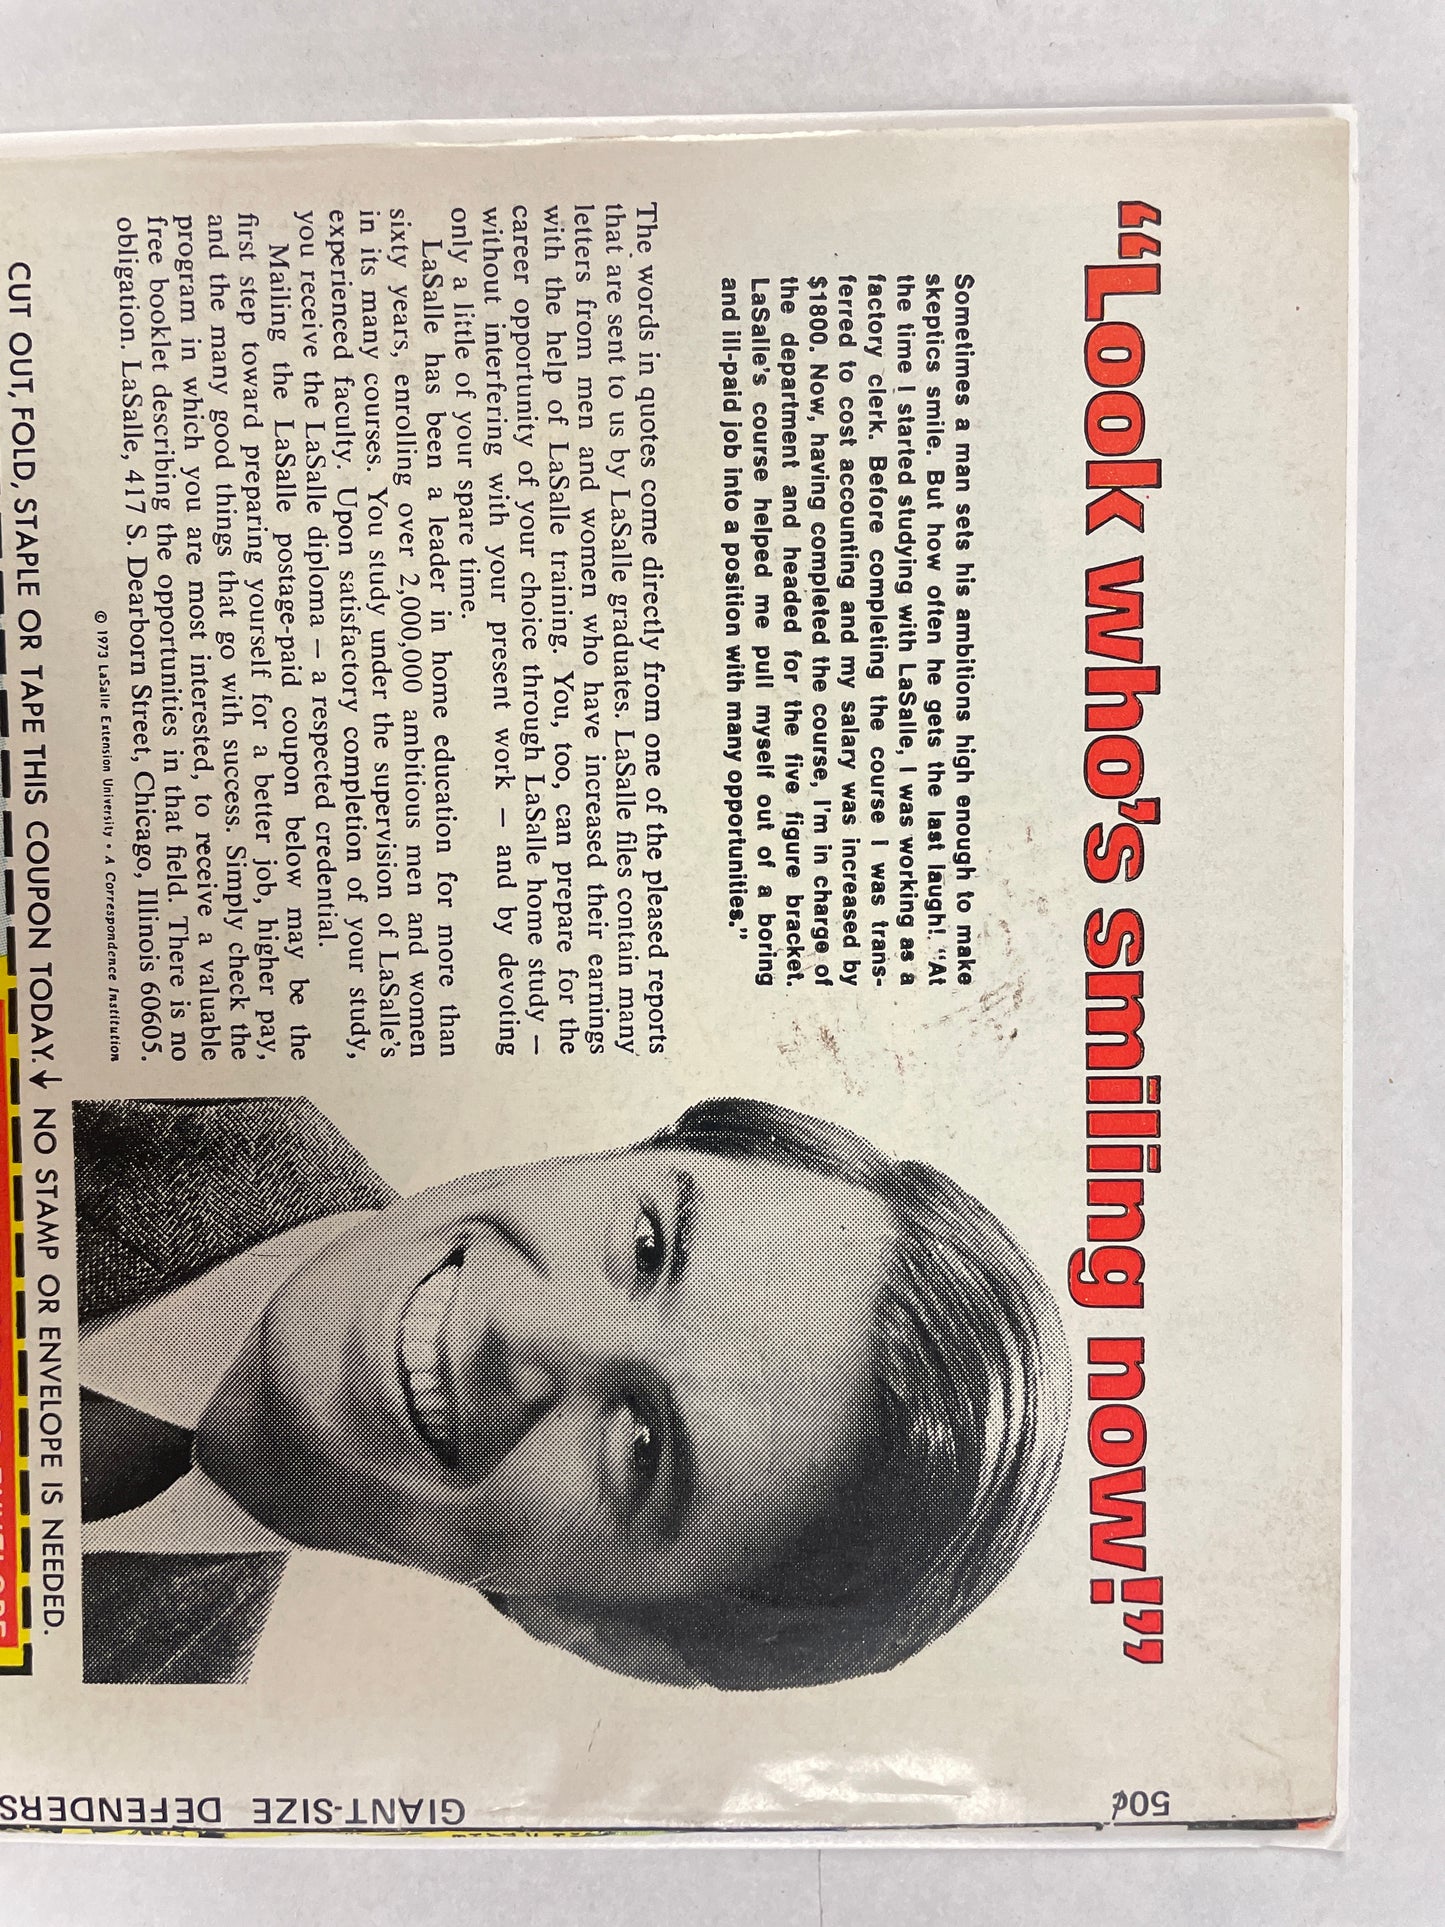 “Look who’s smiling now!”
Sometimes a man sets his ambitions high enough to make
skeptics smile. But how often he gets the last laugh!. “At
the time I started studying with LaSalle, I was working as a
factory clerk. Before completing the course I was trans-
ferred to cost accounting and my salary was increased by
$1800. Now, having completed the course, I’m in charge of
the department and headed for the five figure bracket.
LaSalle’s course helped me pull myself out of a boring
and ill-paid job into a position with many opportunities.”
The words in quotes come directly from one of the pleased reports
that are sent to us by LaSalle graduates. LaSalle files contain many
letters from men and women who have increased their earnings
with the help of LaSalle training. You, too, can prepare for the
career opportunity of your choice through LaSalle home study —
without interfering with your present work — and by devoting
only a little of your spare time.
LaSalle has been a leader in home education for more than
sixty years, enrolling over 2,000,000 ambitious men and women
in its many courses. You study under the supervision of LaSalle’s
experienced faculty. Upon satisfactory completion of your study,
you receive the LaSalle diploma — a respected credential.
Mailing the LaSalle postage-paid coupon below may be the
first step toward preparing yourself for a better job, higher pay,
and the many good things that go with success. Simply check the
program in which you are most interested, to receive a valuable
free booklet describing the opportunities in that field. There is no
obligation. LaSalle, 417 S. Dearborn Street, Chicago, Illinois 60605.
© 1973 LaSalle Extension University • A Correspondence Institution
CUT OUT, FOLD, STAPLE OR TAPE THIS COUPON TODAY. ↓ NO STAMP OR ENVELOPE IS NEEDED.
50¢
GIANT-SIZE DEFENDERS